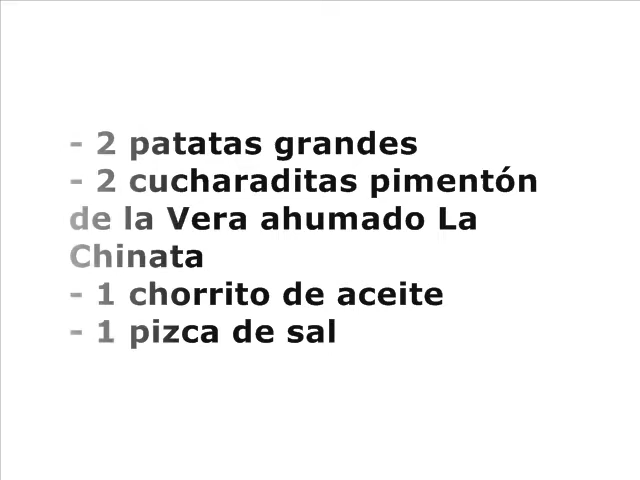 - 2 patatas grandes
- 2 cucharaditas pimentón
de la Vera ahumado La
Chinata
- 1 chorrito de aceite
- 1 pizca de sal